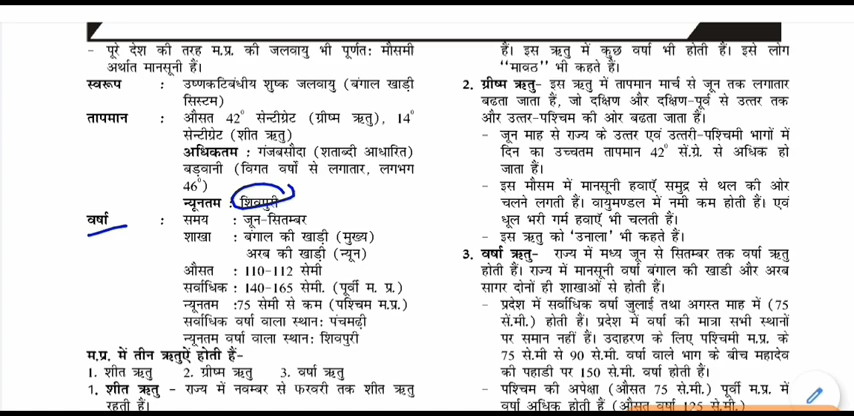 - पूरे देश की तरह म.प्र. की जलवायु भी पूर्णत: मौसमी
अर्थात मानसूनी हैं।
स्वरूप : उष्णकटिबंधीय शुष्क जलवायु (बंगाल खाड़ी
सिस्टम)
तापमान : औसत 42° सेन्टीग्रेट (ग्रीष्म ऋतु), 14°
सेन्टीग्रेट (शीत ऋतु)
अधिकतम : गंजबसौदा (शताब्दी आधारित)
बड़वानी (विगत वर्षो से लगातार, लगभग
46°)
न्यूनतम : शिवपुरी
वर्षा : समय : जून-सितम्बर
शाखा : बंगाल की खाड़ी (मुख्य)
अरब की खाड़ी (न्यून)
औसत : 110-112 सेमी
सर्वाधिक : 140-165 सेमी. (पूर्वी म. प्र.)
न्यूनतम :75 सेमी से कम (पश्चिम म.प्र.)
सर्वाधिक वर्षा वाला स्थान: पंचमढ़ी
न्यूनतम वर्षा वाला स्थान: शिवपुरी
म.प्र. में तीन ऋतुऐं होती हैं-
1. शीत ऋतु 2. ग्रीष्म ऋतु 3. वर्षा ऋतु
1. शीत ऋतु - राज्य में नवम्बर से फरवरी तक शीत ऋतु
रहती हैं।
हैं। इस ऋतु में कुछ वर्षा भी होती हैं। इसे लोग
"मावठ" भी कहते हैं।
2. ग्रीष्म ऋतु- इस ऋतु में तापमान मार्च से जून तक लगातार
बढता जाता हैं, जो दक्षिण और दक्षिण-पूर्व से उत्तर तक
और उत्तर-पश्चिम की ओर बढता जाता हैं।
- जून माह से राज्य के उत्तर एवं उत्तरी-पश्चिमी भागों में
दिन का उच्चतम तापमान 42° सें.ग्रे. से अधिक हो
जाता हैं।
- इस मौसम में मानसूनी हवाएॅं समुद्र से थल की ओर
चलने लगती हैं। वायुमण्डल में नमी कम होती हैं। एवं
धूल भरी गर्म हवाएॅं भी चलती हैं।
- इस ऋतु को 'उनाला' भी कहते हैं।
3. वर्षा ऋतु- राज्य में मध्य जून से सितम्बर तक वर्षा ऋतु
होती हैं। राज्य में मानसूनी वर्षा बंगाल की खाडी और अरब
सागर दोनों ही शाखाओं से होती हैं।
- प्रदेश में सर्वाधिक वर्षा जुलाई तथा अगस्त माह में (75
सें.मी.) होती हैं। प्रदेश में वर्षा की मात्रा सभी स्थानों
पर समान नहीं हैं। उदाहरण के लिए पश्चिमी म.प्र. के
75 से.मी से 90 से.मी. वर्षा वाले भाग के बीच महादेव
की पहाडी पर 150 से.मी. वर्षा होती हैं।
- पश्चिम की अपेक्षा (औसत 75 से.मी.) पूर्वी म.प्र. में
वर्षा अधिक होती हैं (औसत वर्षा 125 से.मी.)